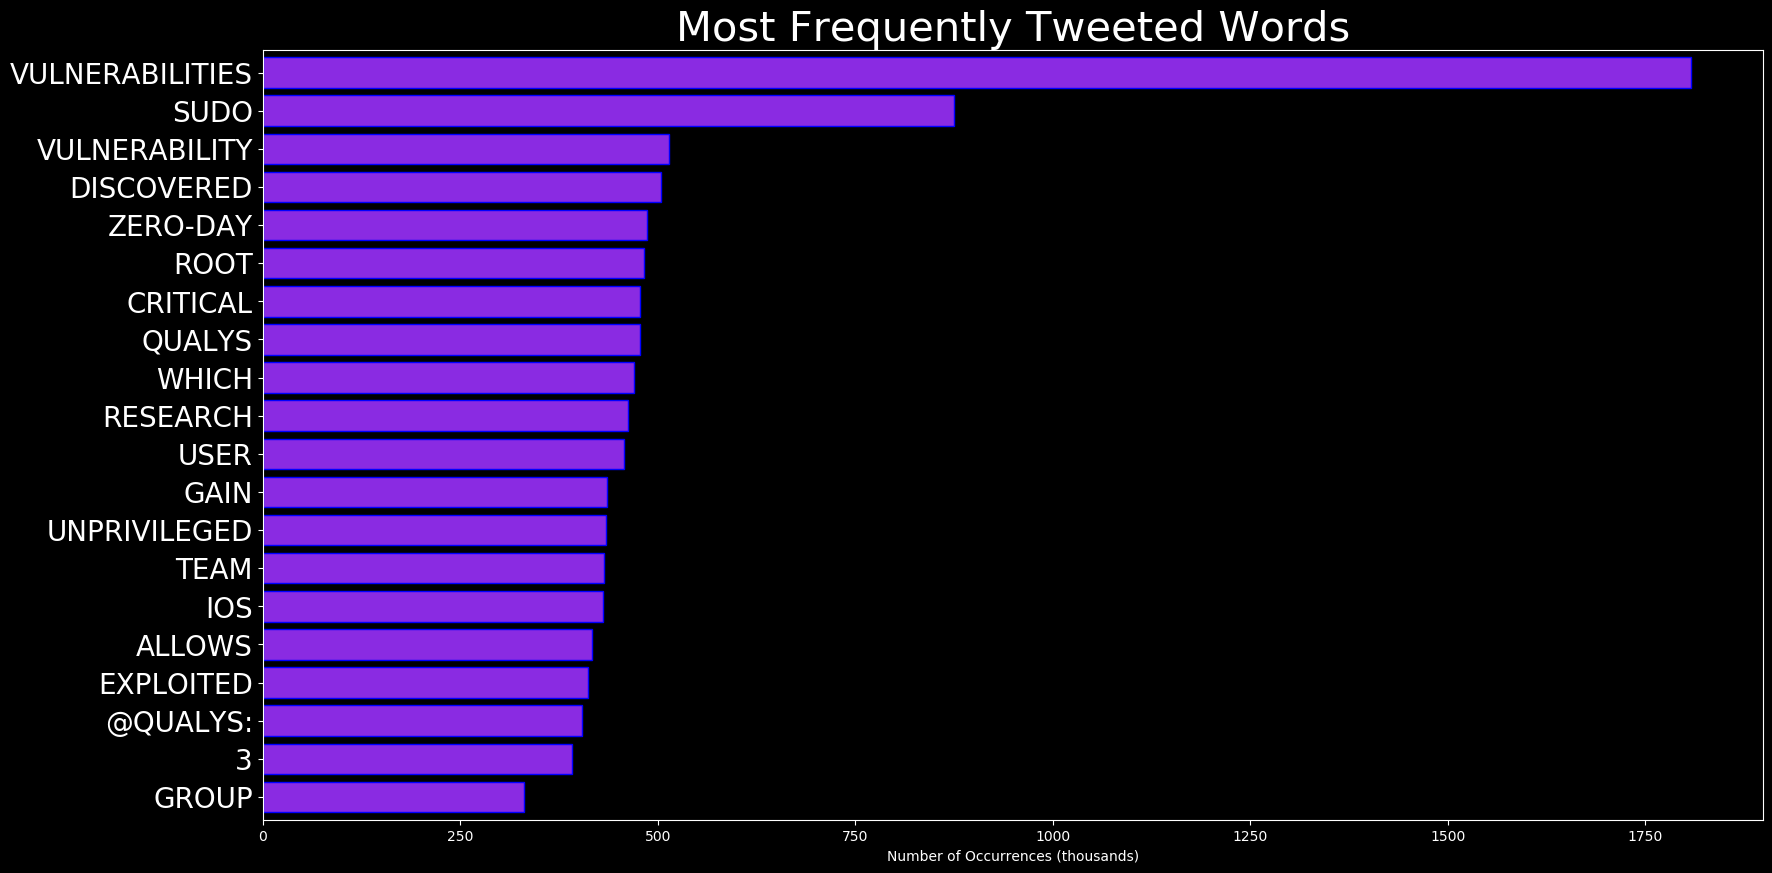 Most Frequently Tweeted Words
VULNERABILITIES
SUDO
VULNERABILITY
DISCOVERED
ZERO-DAY
ROOT
CRITICAL
QUALYS
WHICH
RESEARCH
USER
GAIN
UNPRIVILEGED
TEAM
IOS
ALLOWS
EXPLOITED
@QUALYS:
3
GROUP
0 250 500 750 1000 1250 1500 1750
Number of Occurrences (thousands)